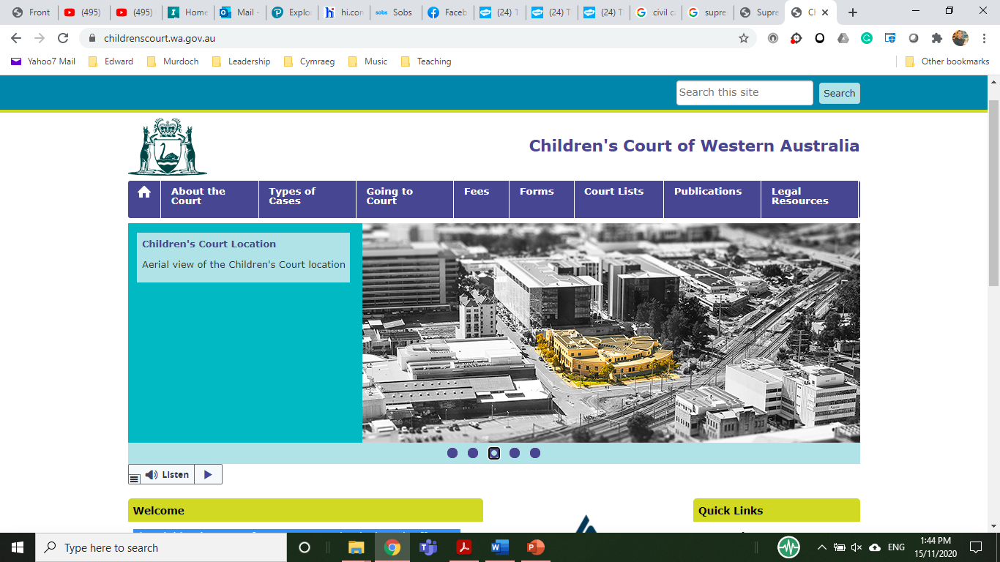 Front
(495)
(495)
Home
Mail -
Explo
hi.con
sobs Sobs
Faceb
(24) T
(24) T
(24) T
civil c
supre
Supre
childrenscourt.wa.gov.au
Yahoo7 Mail
Edward
Murdoch
Leadership
Cymraeg
Music
Teaching
Other bookmarks
Search this site
Search
Children's Court of Western Australia
About the
Court
Types of
Cases
Going to
Court
Fees
Forms
Court Lists
Publications
Legal
Resources
Children's Court Location
Aerial view of the Children's Court location
Listen
Welcome
Quick Links
Type here to search
ENG
1:44 PM
15/11/2020